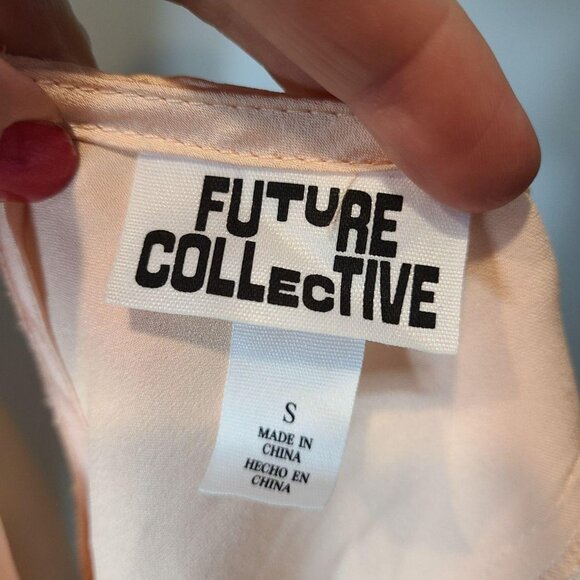 FUTURE
COLLECTIVE
S
MADE IN
CHINA
HECHO EN
CHINA